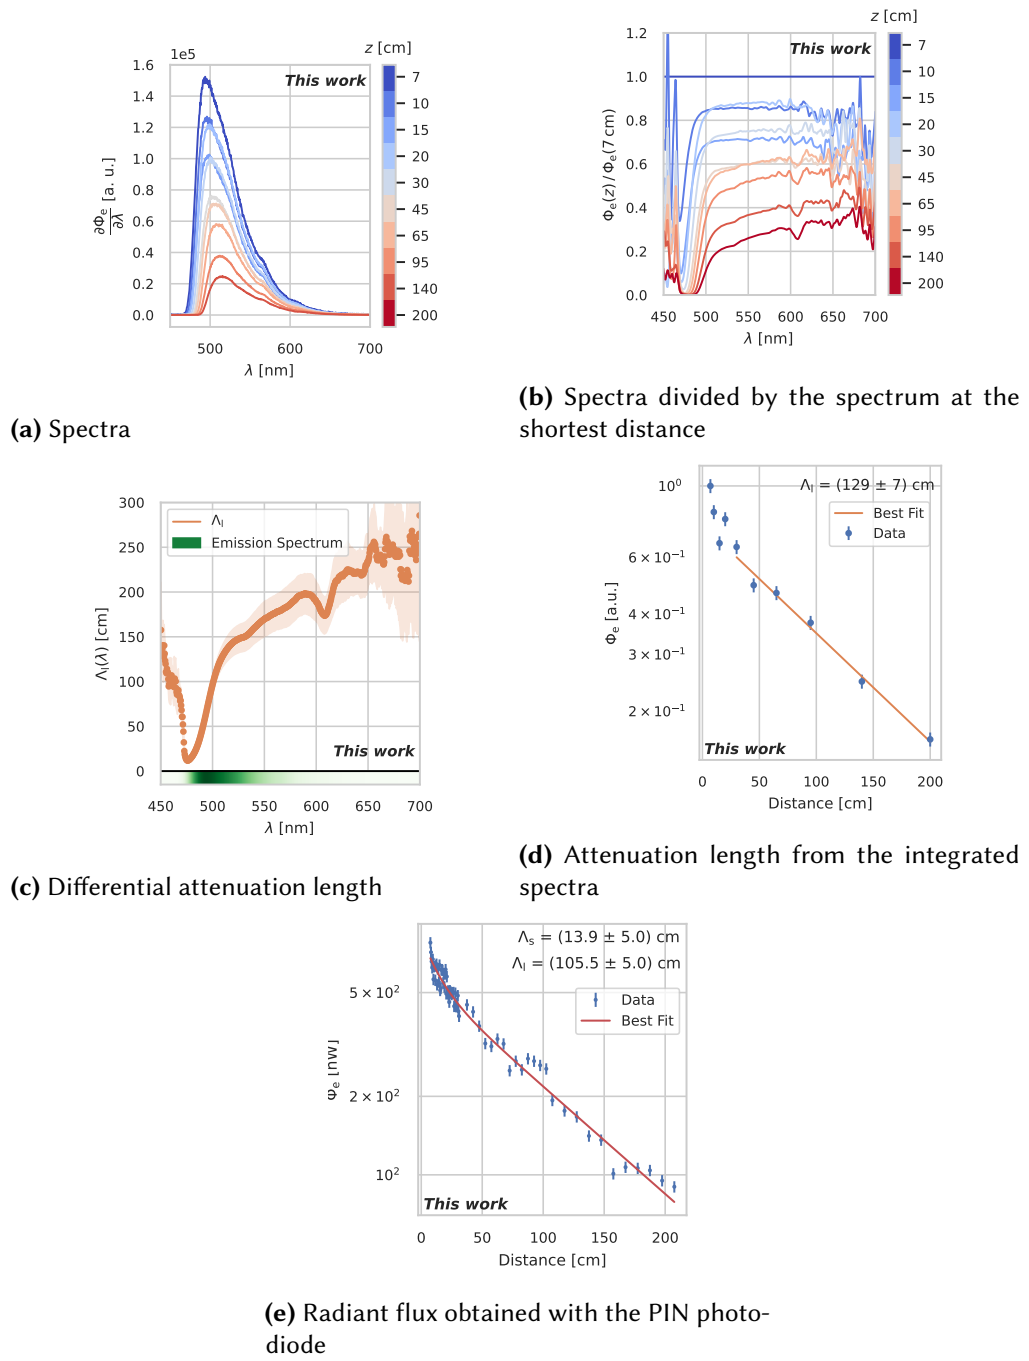 z [cm]
1e5
This work
1.6
1.4
1.2
1.0
0.8
0.6
0.4
0.2
0.0
∂Φe/∂λ [a. u.]
500 600 700
λ [nm]
7
10
15
20
30
45
65
95
140
200
(a) Spectra
z [cm]
This work
1.2
1.0
0.8
0.6
0.4
0.2
0.0
Φe(z) / Φe(7 cm)
450 500 550 600 650 700
λ [nm]
7
10
15
20
30
45
65
95
140
200
(b) Spectra divided by the spectrum at the
shortest distance
300
250
200
150
100
50
0
Λl(λ) [cm]
Λl
Emission Spectrum
This work
450 500 550 600 650 700
λ [nm]
(c) Differential attenuation length
Λl = (129 ± 7) cm
Best Fit
Data
10⁰
6 × 10⁻¹
4 × 10⁻¹
3 × 10⁻¹
2 × 10⁻¹
Φe [a.u.]
This work
0 50 100 150 200
Distance [cm]
(d) Attenuation length from the integrated
spectra
Λs = (13.9 ± 5.0) cm
Λl = (105.5 ± 5.0) cm
Data
Best Fit
5 × 10²
2 × 10²
10²
Φe [nW]
This work
0 50 100 150 200
Distance [cm]
(e) Radiant flux obtained with the PIN photo-
diode